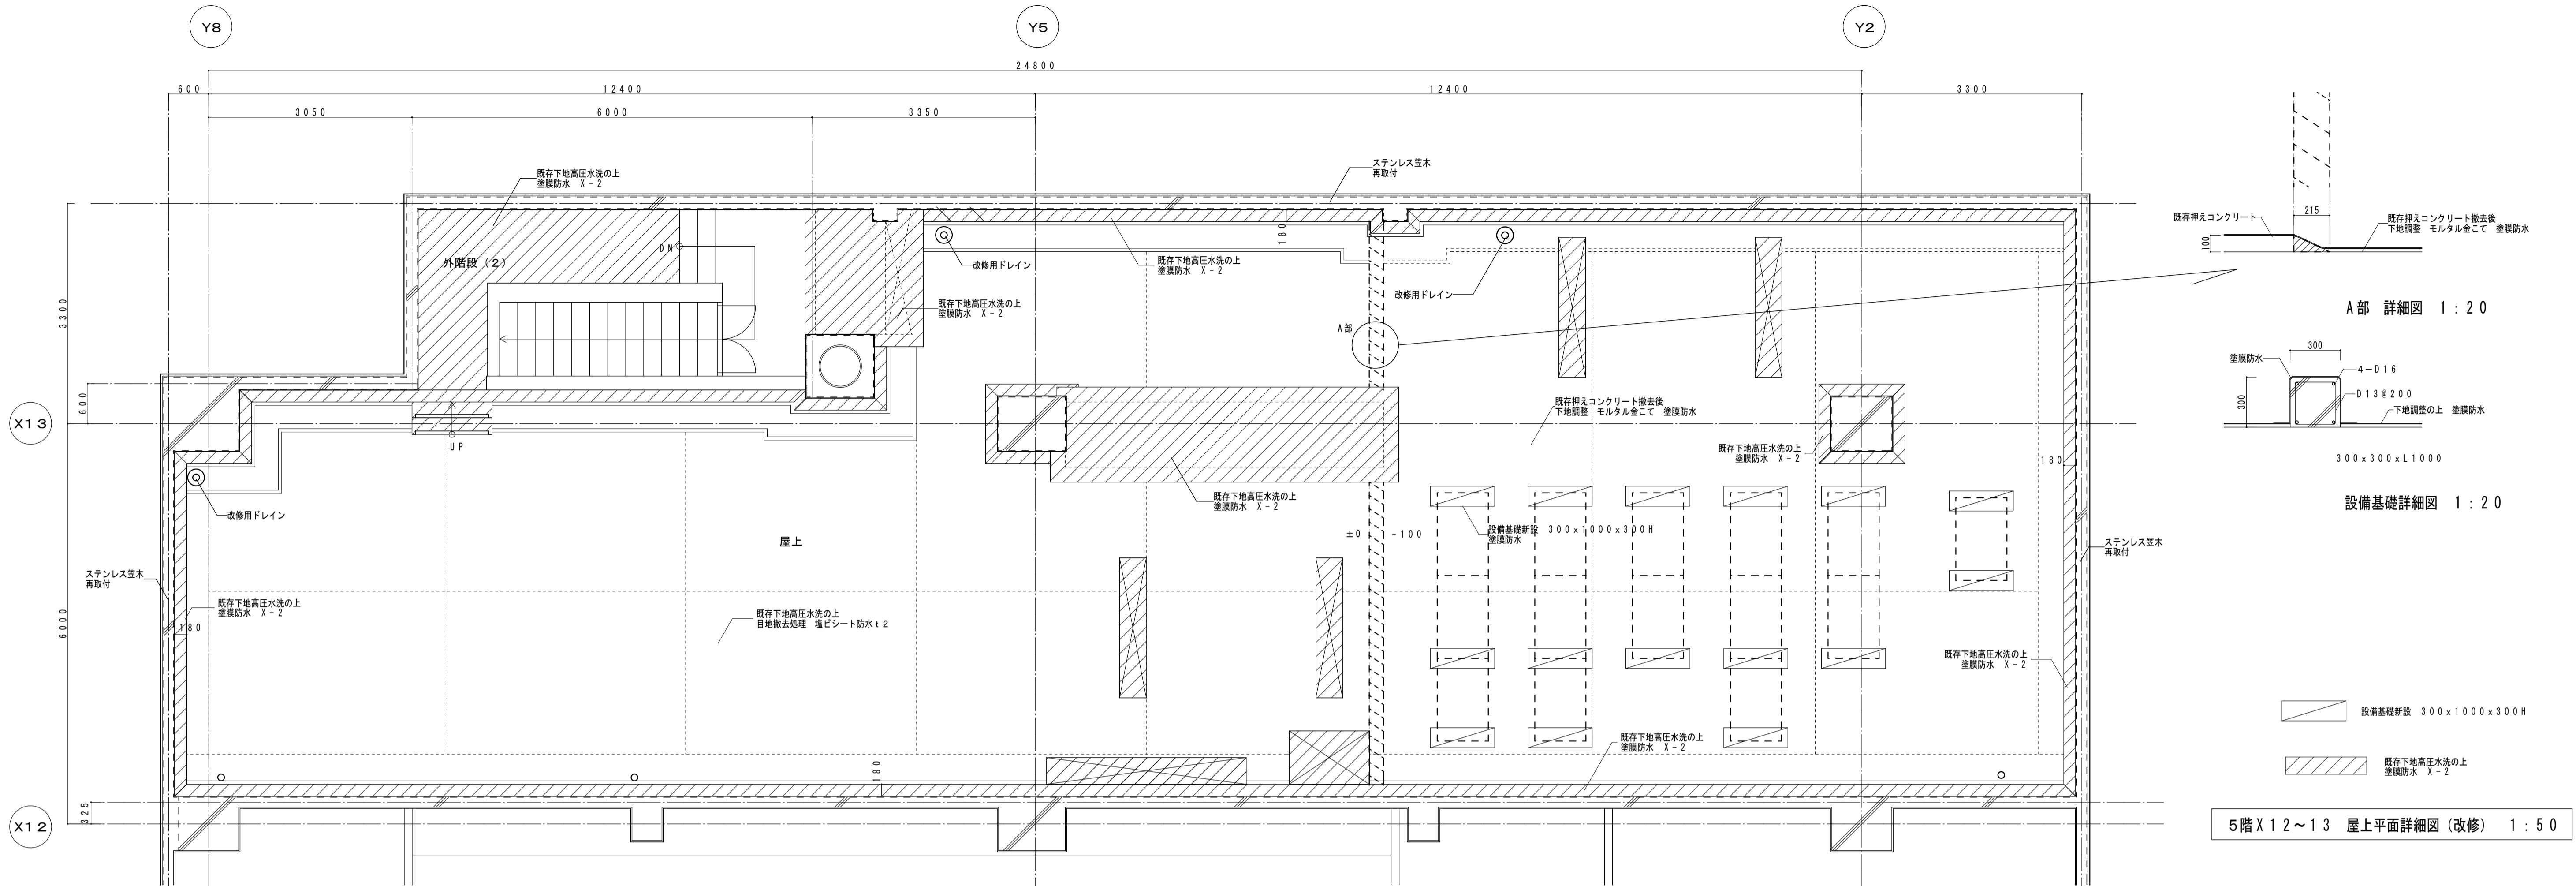 Y8
Y5
Y2
24800
600
12400
12400
3300
3050
6000
3350
既存下地高圧水洗の上
塗膜防水 X-2
ステンレス笠木
再取付
DN
外階段(2)
180
改修用ドレイン
既存下地高圧水洗の上
塗膜防水 X-2
既存下地高圧水洗の上
塗膜防水 X-2
改修用ドレイン
A部
3300
600
X13
UP
既存押えコンクリート撤去後
下地調整 モルタル金こて 塗膜防水
既存下地高圧水洗の上
塗膜防水 X-2
180
既存下地高圧水洗の上
塗膜防水 X-2
改修用ドレイン
屋上
±0
-100
設備基礎新設 300x1000x300H
塗膜防水
ステンレス笠木
再取付
ステンレス笠木
再取付
既存下地高圧水洗の上
塗膜防水 X-2
180
既存下地高圧水洗の上
目地撤去処理 塩ビシート防水t2
6000
既存下地高圧水洗の上
塗膜防水 X-2
既存下地高圧水洗の上
塗膜防水 X-2
180
325
X12
215
既存押えコンクリート
既存押えコンクリート撤去後
下地調整 モルタル金こて 塗膜防水
100
A部 詳細図 1:20
300
塗膜防水
4-D16
D13@200
300
下地調整の上 塗膜防水
300x300xL1000
設備基礎詳細図 1:20
設備基礎新設 300x1000x300H
既存下地高圧水洗の上
塗膜防水 X-2
5階X12~13 屋上平面詳細図(改修) 1:50